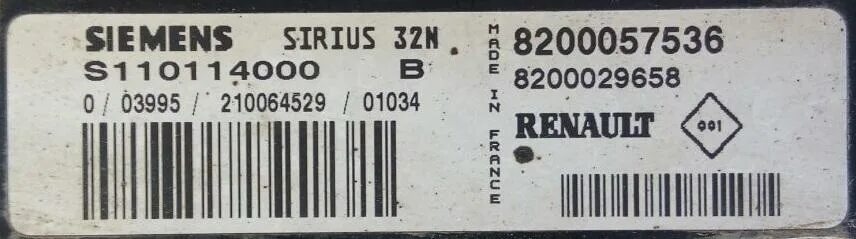 SIEMENS SIRIUS 32N
S110114000 B
0 / 03995 / 210064529 / 01034
MADE IN FRANCE
8200057536
8200029658
RENAULT 001